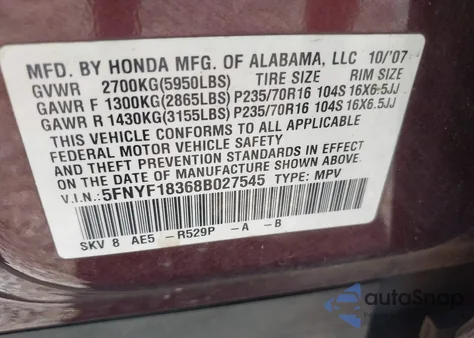 MFD. BY HONDA MFG. OF ALABAMA, LLC 10/'07
GVWR 2700KG(5950LBS) TIRE SIZE RIM SIZE
GAWR F 1300KG(2865LBS) P235/70R16 104S 16X6.5JJ
GAWR R 1430KG(3155LBS) P235/70R16 104S 16X6.5JJ
THIS VEHICLE CONFORMS TO ALL APPLICABLE
FEDERAL MOTOR VEHICLE SAFETY, BUMPER,
AND THEFT PREVENTION STANDARDS IN EFFECT
ON THE DATE OF MANUFACTURE SHOWN ABOVE.
V.I.N.: 5FNYF18368B027545 TYPE: MPV
SKV 8 AE5 -R529P -A -B
autoSnap